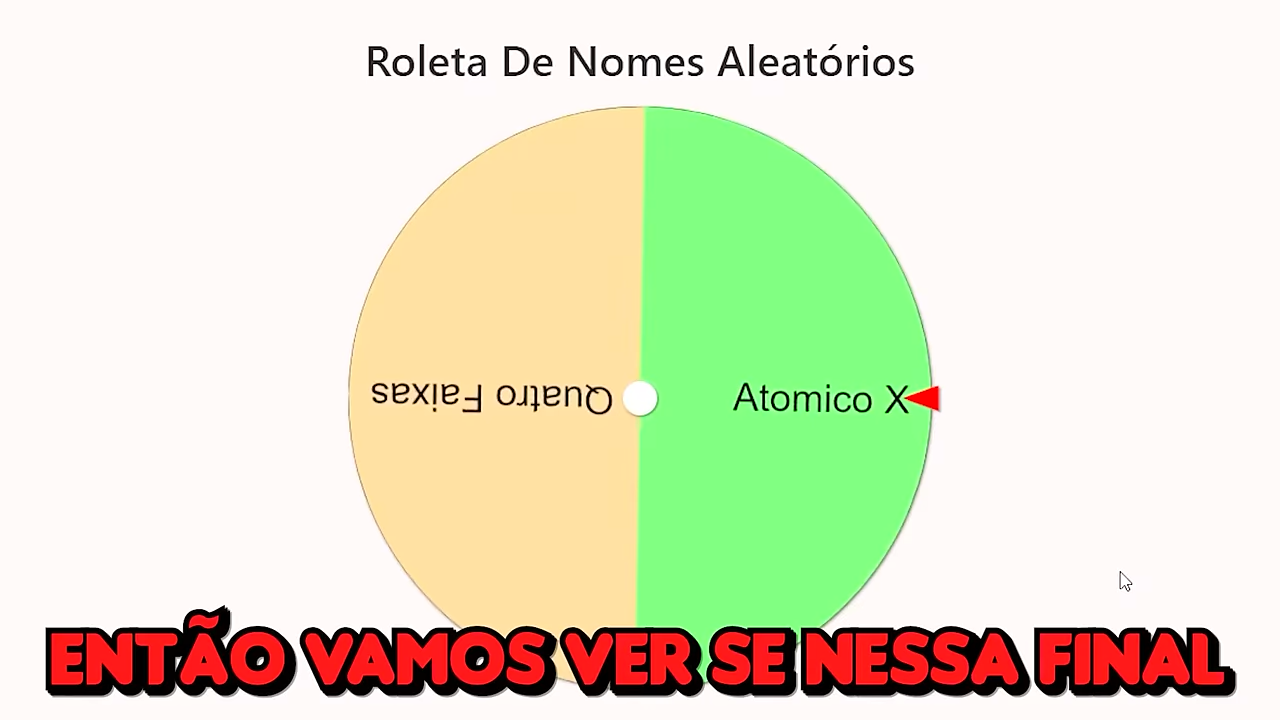 Roleta De Nomes Aleatórios
Quatro Faixas
Atomico X
ENTÃO VAMOS VER SE NESSA FINAL